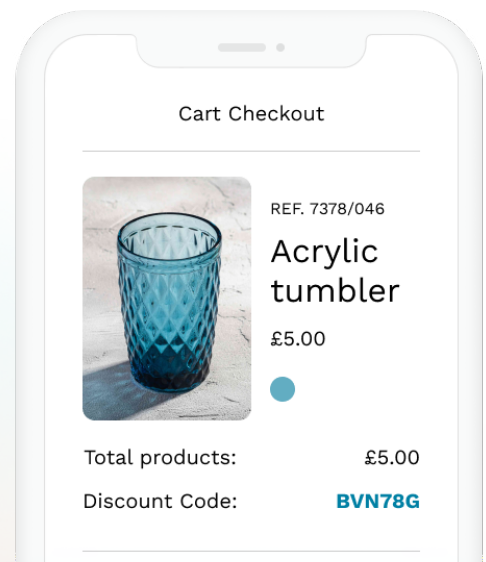 Cart Checkout
REF. 7378/046
Acrylic
tumbler
£5.00
Total products: £5.00
Discount Code: BVN78G